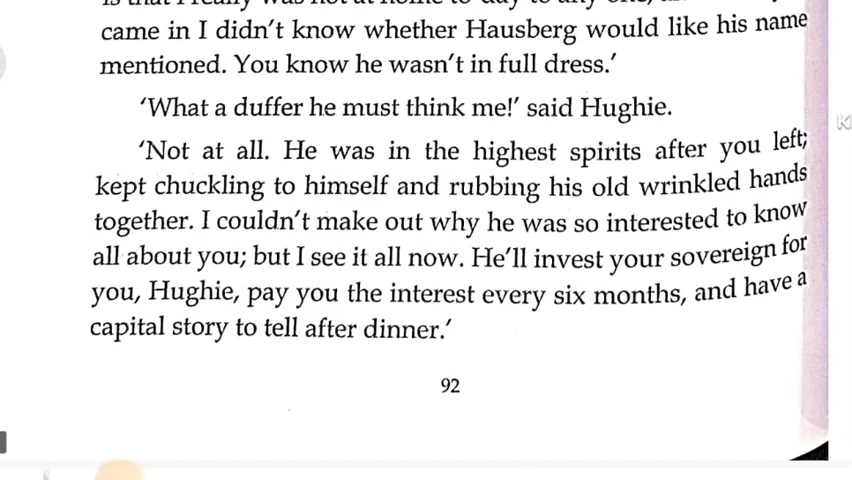 came in I didn't know whether Hausberg would like his name
mentioned. You know he wasn't in full dress.'
'What a duffer he must think me!' said Hughie.
'Not at all. He was in the highest spirits after you left;
kept chuckling to himself and rubbing his old wrinkled hands
together. I couldn't make out why he was so interested to know
all about you; but I see it all now. He'll invest your sovereign for
you, Hughie, pay you the interest every six months, and have a
capital story to tell after dinner.'
92